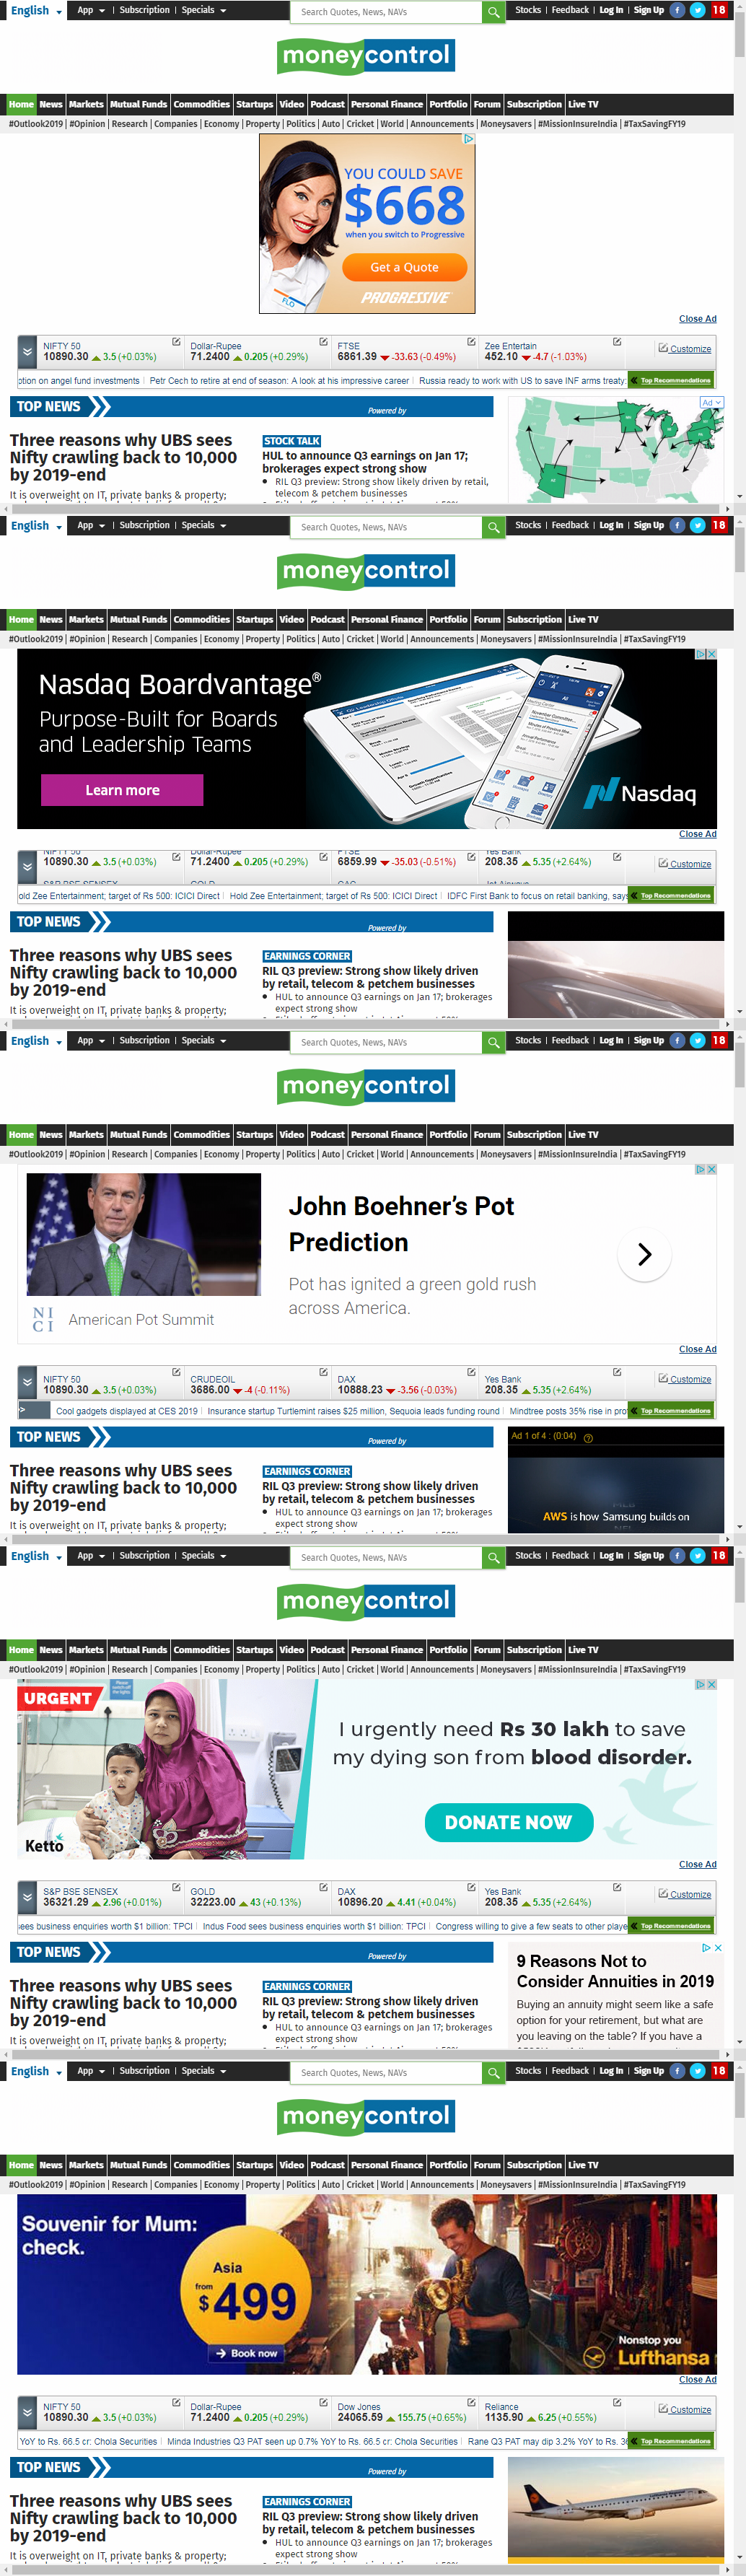 English App | Subscription | Specials Search Quotes, News, NAVs Stocks | Feedback | Log In | Sign Up f 18
moneycontrol
Home News Markets Mutual Funds Commodities Startups Video Podcast Personal Finance Portfolio Forum Subscription Live TV
#Outlook2019 | #Opinion | Research | Companies | Economy | Property | Politics | Auto | Cricket | World | Announcements | Moneysavers | #MissionInsureIndia | #TaxSavingFY19
YOU COULD SAVE
$668
when you switch to Progressive
Get a Quote
FLO
PROGRESSIVE
Close Ad
NIFTY 50 Dollar-Rupee FTSE Zee Entertain
10890.30 3.5 (+0.03%) 71.2400 0.205 (+0.29%) 6861.39 -33.63 (-0.49%) 452.10 -4.7 (-1.03%) Customize
ption on angel fund investments | Petr Cech to retire at end of season: A look at his impressive career | Russia ready to work with US to save INF arms treaty: Top Recommendations
TOP NEWS Powered by Ad
Three reasons why UBS sees
Nifty crawling back to 10,000
by 2019-end
It is overweight on IT, private banks & property;
STOCK TALK
HUL to announce Q3 earnings on Jan 17;
brokerages expect strong show
RIL Q3 preview: Strong show likely driven by retail,
telecom & petchem businesses
English App | Subscription | Specials Search Quotes, News, NAVs Stocks | Feedback | Log In | Sign Up f 18
moneycontrol
Home News Markets Mutual Funds Commodities Startups Video Podcast Personal Finance Portfolio Forum Subscription Live TV
#Outlook2019 | #Opinion | Research | Companies | Economy | Property | Politics | Auto | Cricket | World | Announcements | Moneysavers | #MissionInsureIndia | #TaxSavingFY19
Nasdaq Boardvantage®
Purpose-Built for Boards
and Leadership Teams
Learn more
Nasdaq
Close Ad
NIFTY 50 Dollar-Rupee FTSE Yes Bank
10890.30 3.5 (+0.03%) 71.2400 0.205 (+0.29%) 6859.99 -35.03 (-0.51%) 208.35 5.35 (+2.64%) Customize
S&P BSE SENSEX GOLD CAC Jet Airways
old Zee Entertainment; target of Rs 500: ICICI Direct | Hold Zee Entertainment; target of Rs 500: ICICI Direct | IDFC First Bank to focus on retail banking, says Top Recommendations
TOP NEWS Powered by
Three reasons why UBS sees
Nifty crawling back to 10,000
by 2019-end
It is overweight on IT, private banks & property;
EARNINGS CORNER
RIL Q3 preview: Strong show likely driven
by retail, telecom & petchem businesses
HUL to announce Q3 earnings on Jan 17; brokerages
expect strong show
English App | Subscription | Specials Search Quotes, News, NAVs Stocks | Feedback | Log In | Sign Up f 18
moneycontrol
Home News Markets Mutual Funds Commodities Startups Video Podcast Personal Finance Portfolio Forum Subscription Live TV
#Outlook2019 | #Opinion | Research | Companies | Economy | Property | Politics | Auto | Cricket | World | Announcements | Moneysavers | #MissionInsureIndia | #TaxSavingFY19
John Boehner's Pot
Prediction
Pot has ignited a green gold rush
across America.
NI
CI
American Pot Summit
Close Ad
NIFTY 50 CRUDEOIL DAX Yes Bank
10890.30 3.5 (+0.03%) 3686.00 -4 (-0.11%) 10888.23 -3.56 (-0.03%) 208.35 5.35 (+2.64%) Customize
> Cool gadgets displayed at CES 2019 | Insurance startup Turtlemint raises $25 million, Sequoia leads funding round | Mindtree posts 35% rise in prof Top Recommendations
TOP NEWS Powered by Ad 1 of 4 : (0:04)
Three reasons why UBS sees
Nifty crawling back to 10,000
by 2019-end
It is overweight on IT, private banks & property;
EARNINGS CORNER
RIL Q3 preview: Strong show likely driven
by retail, telecom & petchem businesses
HUL to announce Q3 earnings on Jan 17; brokerages
expect strong show
MLB
AWS is how Samsung builds on
NFL
English App | Subscription | Specials Search Quotes, News, NAVs Stocks | Feedback | Log In | Sign Up f 18
moneycontrol
Home News Markets Mutual Funds Commodities Startups Video Podcast Personal Finance Portfolio Forum Subscription Live TV
#Outlook2019 | #Opinion | Research | Companies | Economy | Property | Politics | Auto | Cricket | World | Announcements | Moneysavers | #MissionInsureIndia | #TaxSavingFY19
URGENT
I urgently need Rs 30 lakh to save
my dying son from blood disorder.
DONATE NOW
Ketto
Close Ad
S&P BSE SENSEX GOLD DAX Yes Bank
36321.29 2.96 (+0.01%) 32223.00 43 (+0.13%) 10896.20 4.41 (+0.04%) 208.35 5.35 (+2.64%) Customize
sees business enquiries worth $1 billion: TPCI | Indus Food sees business enquiries worth $1 billion: TPCI | Congress willing to give a few seats to other playe Top Recommendations
TOP NEWS Powered by
Three reasons why UBS sees
Nifty crawling back to 10,000
by 2019-end
It is overweight on IT, private banks & property;
EARNINGS CORNER
RIL Q3 preview: Strong show likely driven
by retail, telecom & petchem businesses
HUL to announce Q3 earnings on Jan 17; brokerages
expect strong show
9 Reasons Not to
Consider Annuities in 2019
Buying an annuity might seem like a safe
option for your retirement, but what are
you leaving on the table? If you have a
English App | Subscription | Specials Search Quotes, News, NAVs Stocks | Feedback | Log In | Sign Up f 18
moneycontrol
Home News Markets Mutual Funds Commodities Startups Video Podcast Personal Finance Portfolio Forum Subscription Live TV
#Outlook2019 | #Opinion | Research | Companies | Economy | Property | Politics | Auto | Cricket | World | Announcements | Moneysavers | #MissionInsureIndia | #TaxSavingFY19
Souvenir for Mum:
check.
Asia
from
$499
Book now
Nonstop you
Lufthansa
Close Ad
NIFTY 50 Dollar-Rupee Dow Jones Reliance
10890.30 3.5 (+0.03%) 71.2400 0.205 (+0.29%) 24065.59 155.75 (+0.65%) 1135.90 6.25 (+0.55%) Customize
YoY to Rs. 66.5 cr: Chola Securities | Minda Industries Q3 PAT seen up 0.7% YoY to Rs. 66.5 cr: Chola Securities | Rane Q3 PAT may dip 3.2% YoY to Rs. 36 Top Recommendations
TOP NEWS Powered by
Three reasons why UBS sees
Nifty crawling back to 10,000
by 2019-end
It is overweight on IT, private banks & property;
EARNINGS CORNER
RIL Q3 preview: Strong show likely driven
by retail, telecom & petchem businesses
HUL to announce Q3 earnings on Jan 17; brokerages
expect strong show